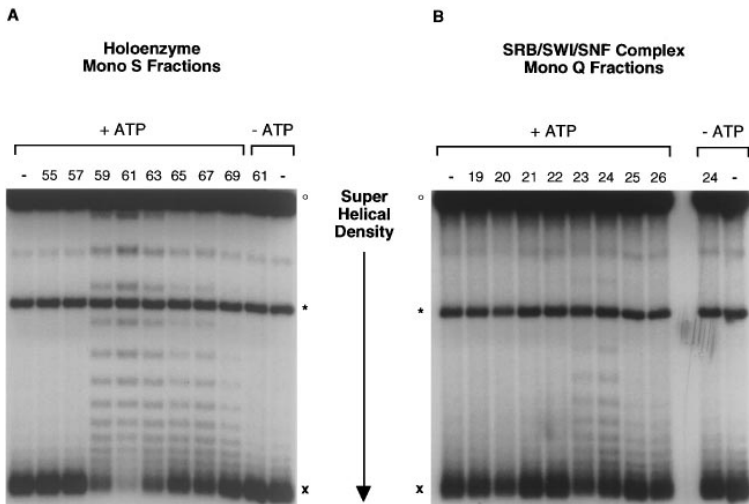 A
Holoenzyme
Mono S Fractions
+ ATP
- ATP
- 55 57 59 61 63 65 67 69 61 -
o
*
x
Super
Helical
Density
B
SRB/SWI/SNF Complex
Mono Q Fractions
+ ATP
- ATP
- 19 20 21 22 23 24 25 26 24 -
o
*
x